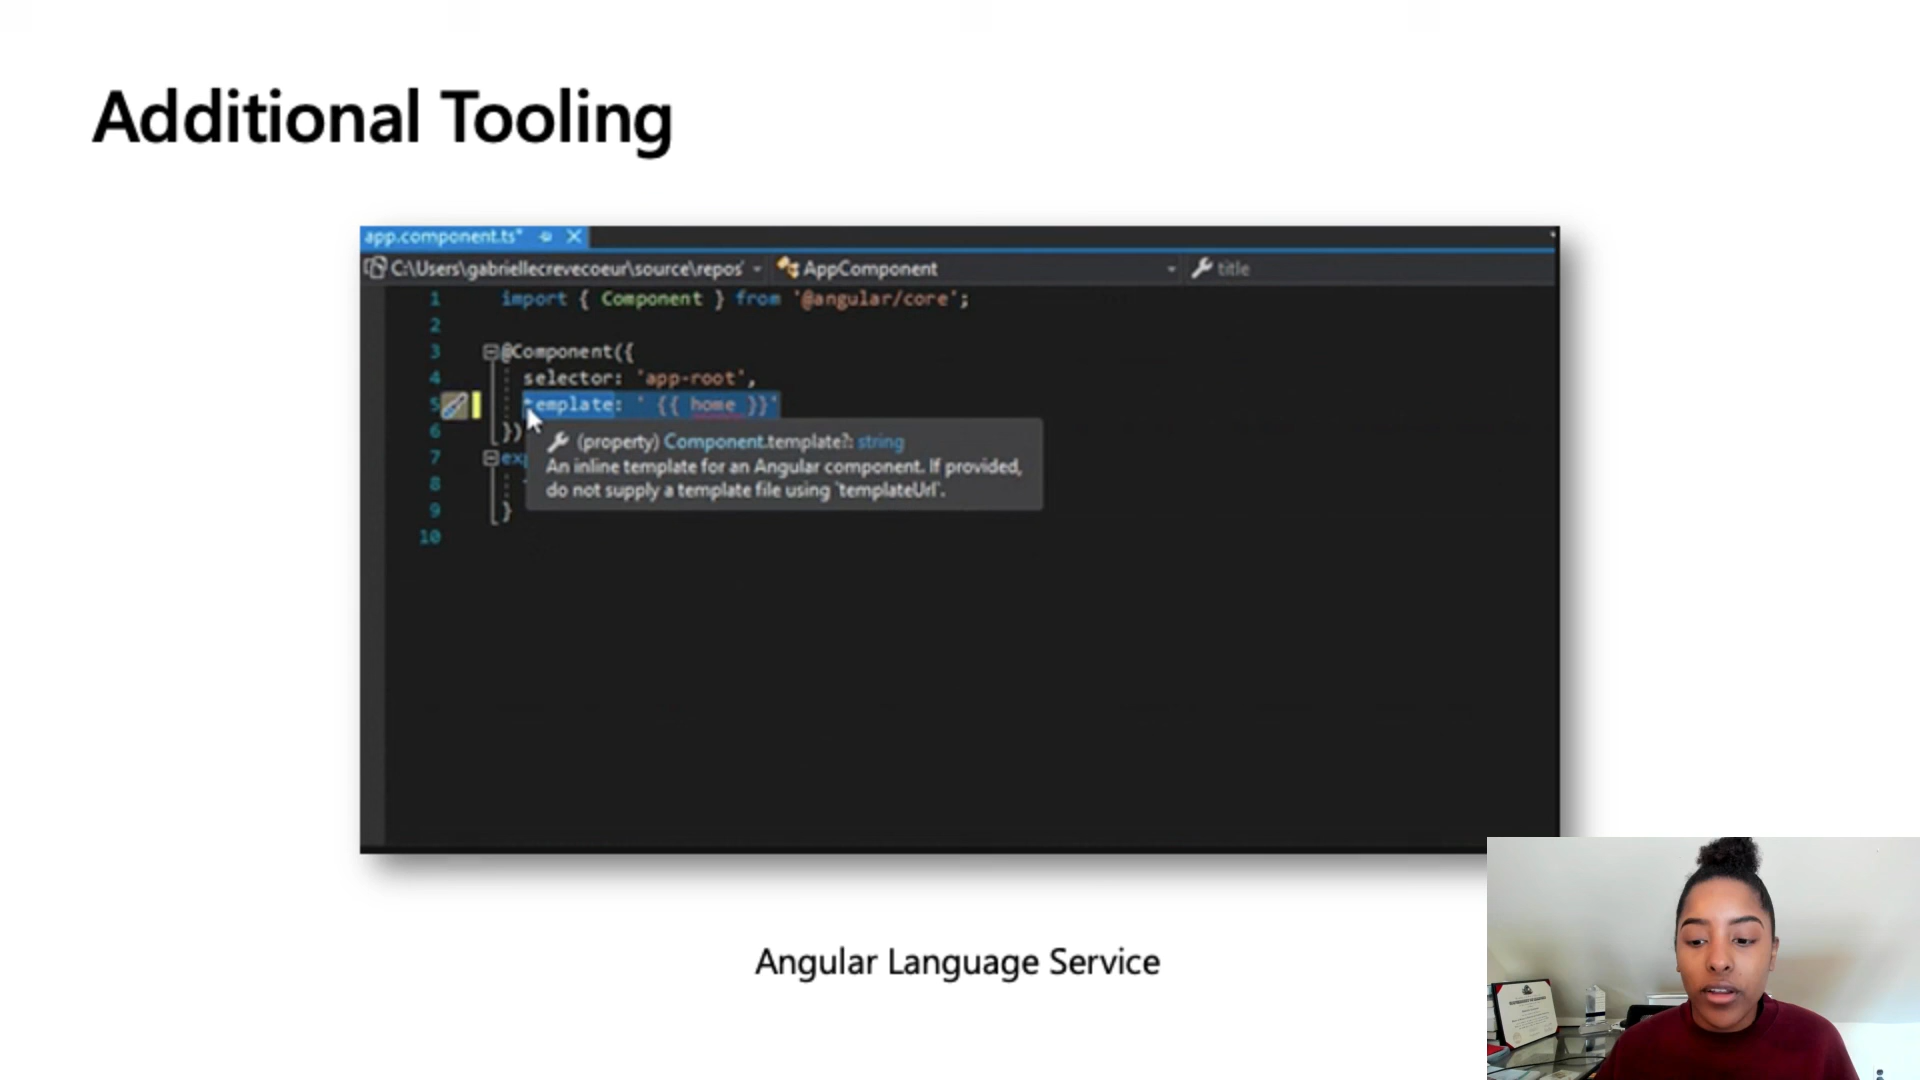 Additional Tooling
app.component.ts*
C:\Users\gabriellecrevecoeur\source\repos' AppComponent title
1 import { Component } from '@angular/core';
2
3 @Component({
4 selector: 'app-root',
5 template: ' {{ home }}'
6 })
(property) Component.template?: string
7 exp
An inline template for an Angular component. If provided,
8 do not supply a template file using 'templateUrl'.
9 }
10
Angular Language Service